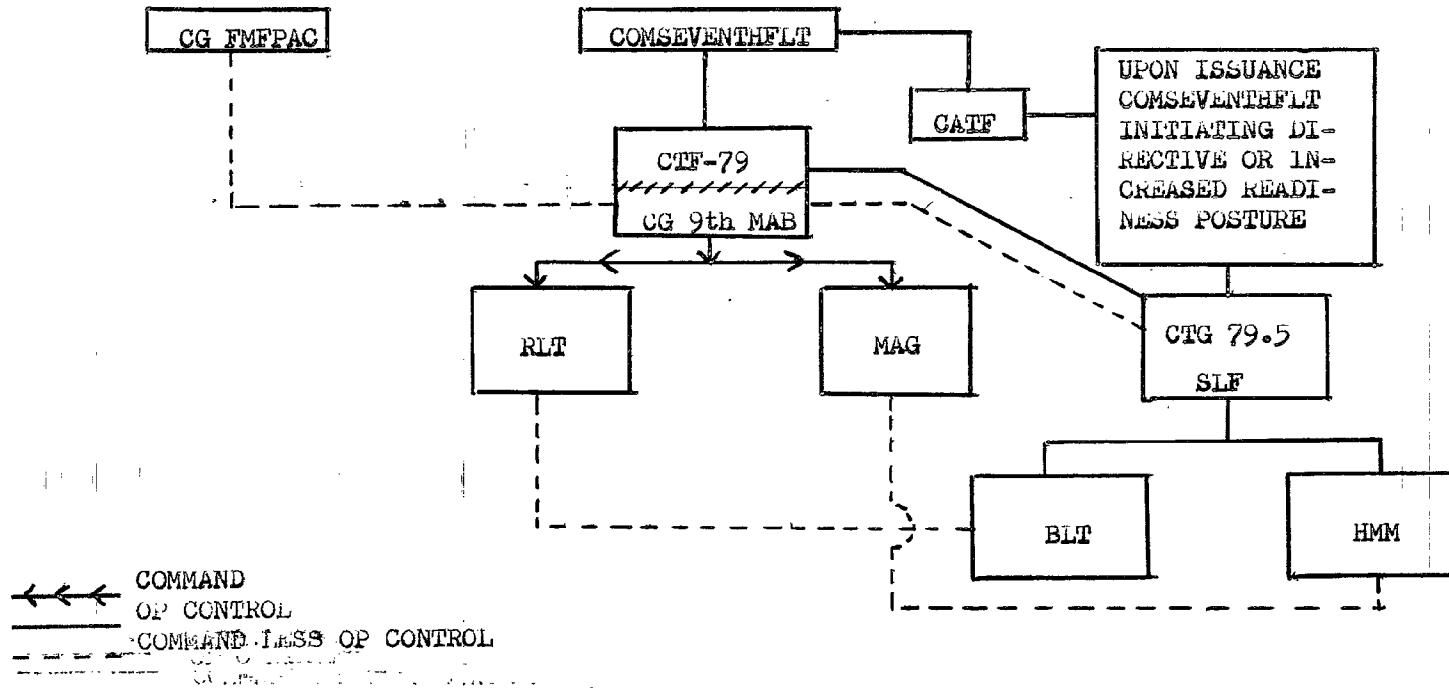 CG FMFPAC
COMSEVENTHFLT
CATF
UPON ISSUANCE
COMSEVENTHFLT
INITIATING DI-
RECTIVE OR IN-
CREASED READI-
NESS POSTURE
CTF-79
CG 9th MAB
RLT
MAG
CTG 79.5
SLF
BLT
HMM
COMMAND
OP CONTROL
COMMAND LESS OP CONTROL